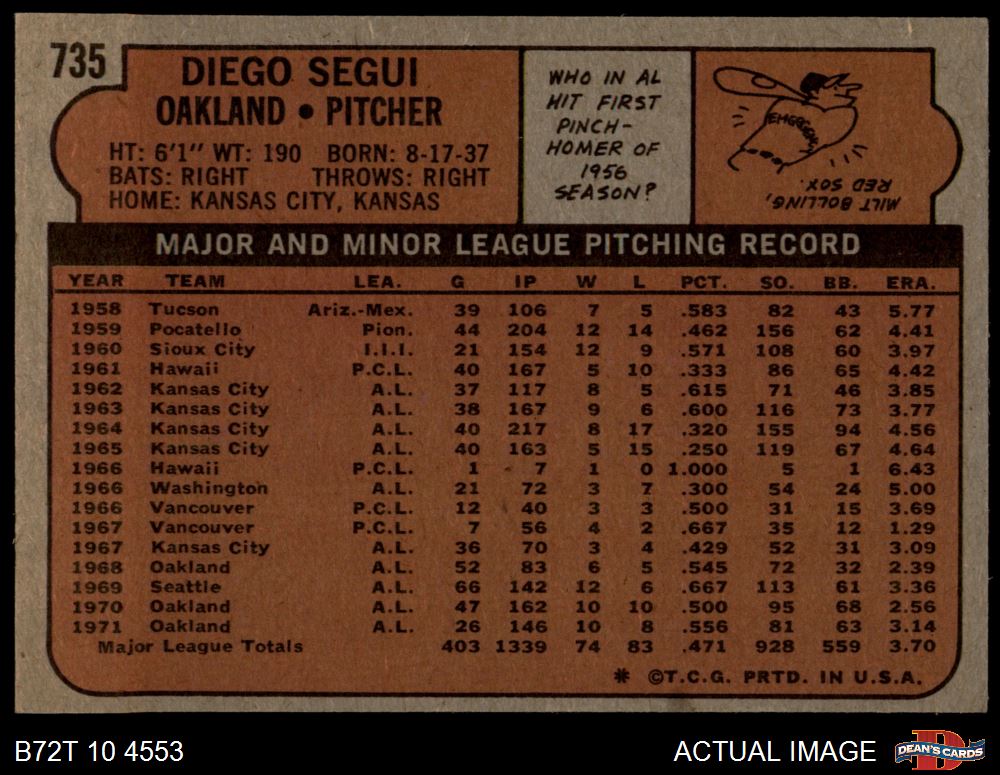 735
DIEGO SEGUI
OAKLAND • PITCHER
HT: 6'1" WT: 190 BORN: 8-17-37
BATS: RIGHT THROWS: RIGHT
HOME: KANSAS CITY, KANSAS
WHO IN AL
HIT FIRST
PINCH-
HOMER OF
1956
SEASON?
MILT BOLLING,
RED SOX.
MAJOR AND MINOR LEAGUE PITCHING RECORD
YEAR TEAM LEA. G IP W L PCT. SO. BB. ERA.
1958 Tucson Ariz.-Mex. 39 106 7 5 .583 82 43 5.77
1959 Pocatello Pion. 44 204 12 14 .462 156 62 4.41
1960 Sioux City I.I.I. 21 154 12 9 .571 108 60 3.97
1961 Hawaii P.C.L. 40 167 5 10 .333 86 65 4.42
1962 Kansas City A.L. 37 117 8 5 .615 71 46 3.85
1963 Kansas City A.L. 38 167 9 6 .600 116 73 3.77
1964 Kansas City A.L. 40 217 8 17 .320 155 94 4.56
1965 Kansas City A.L. 40 163 5 15 .250 119 67 4.64
1966 Hawaii P.C.L. 1 7 1 0 1.000 5 1 6.43
1966 Washington A.L. 21 72 3 7 .300 54 24 5.00
1966 Vancouver P.C.L. 12 40 3 3 .500 31 15 3.69
1967 Vancouver P.C.L. 7 56 4 2 .667 35 12 1.29
1967 Kansas City A.L. 36 70 3 4 .429 52 31 3.09
1968 Oakland A.L. 52 83 6 5 .545 72 32 2.39
1969 Seattle A.L. 66 142 12 6 .667 113 61 3.36
1970 Oakland A.L. 47 162 10 10 .500 95 68 2.56
1971 Oakland A.L. 26 146 10 8 .556 81 63 3.14
Major League Totals 403 1339 74 83 .471 928 559 3.70
* ©T.C.G. PRTD. IN U.S.A.
B72T 10 4553
ACTUAL IMAGE
DEAN'S CARDS